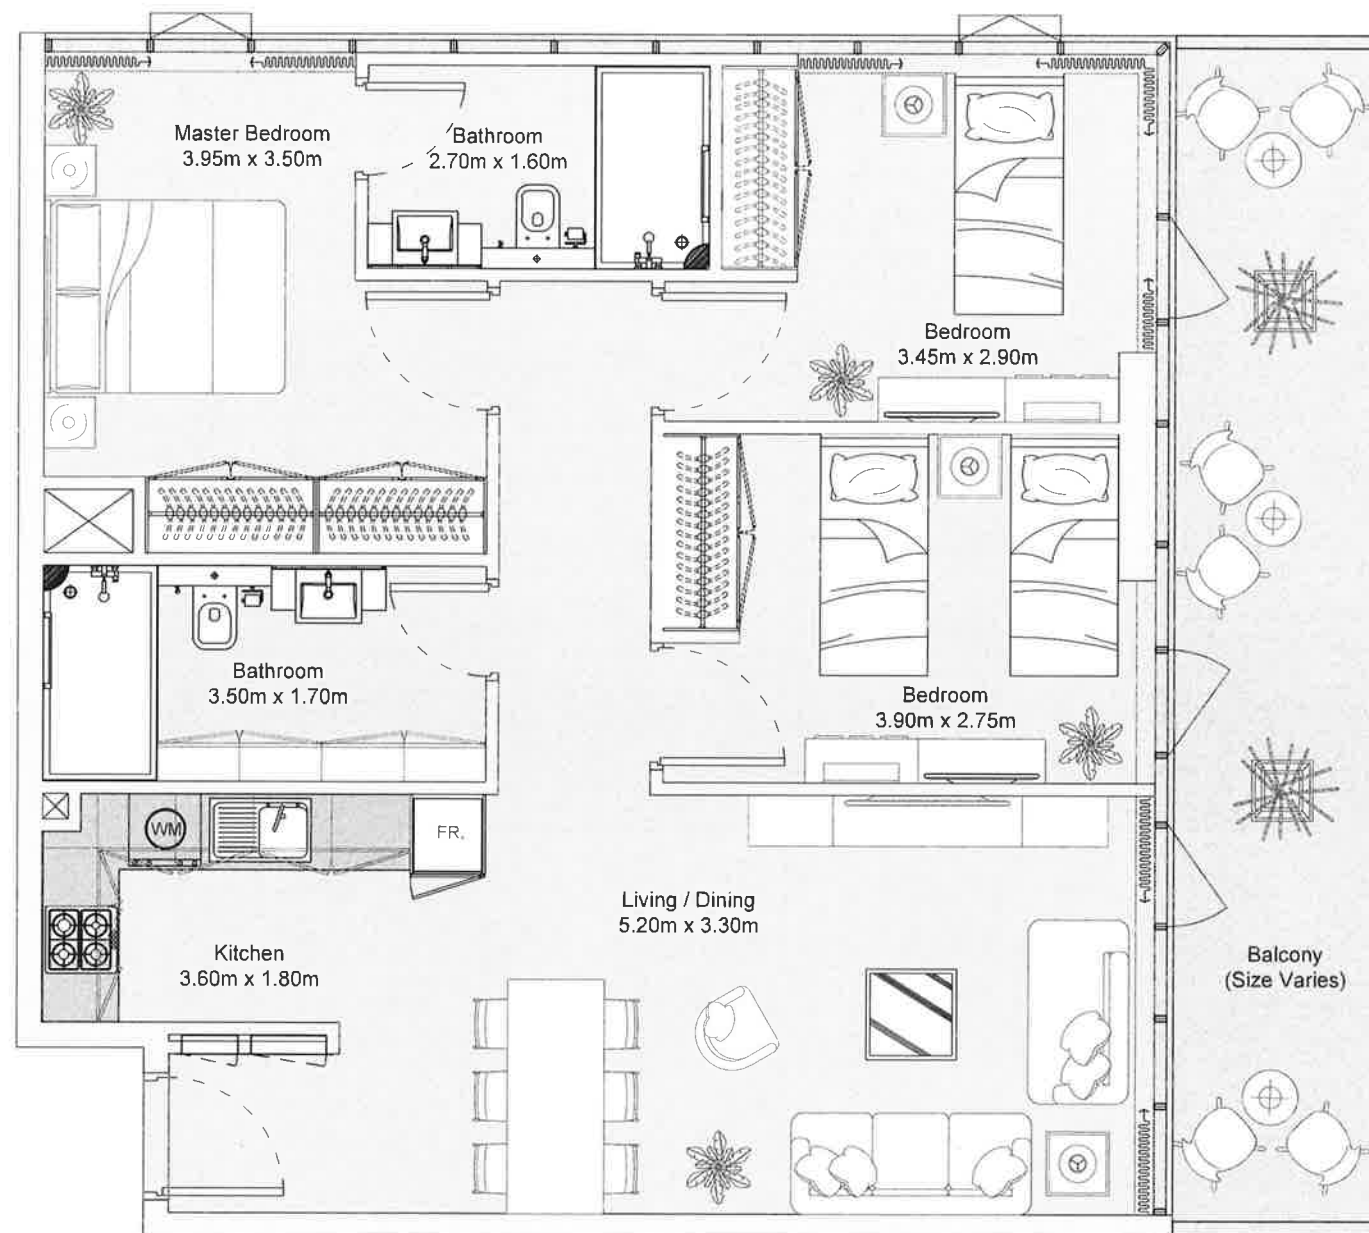 Master Bedroom
3.95m x 3.50m
Bathroom
2.70m x 1.60m
Bedroom
3.45m x 2.90m
Bathroom
3.50m x 1.70m
Bedroom
3.90m x 2.75m
WM
FR.
Living / Dining
5.20m x 3.30m
Kitchen
3.60m x 1.80m
Balcony
(Size Varies)